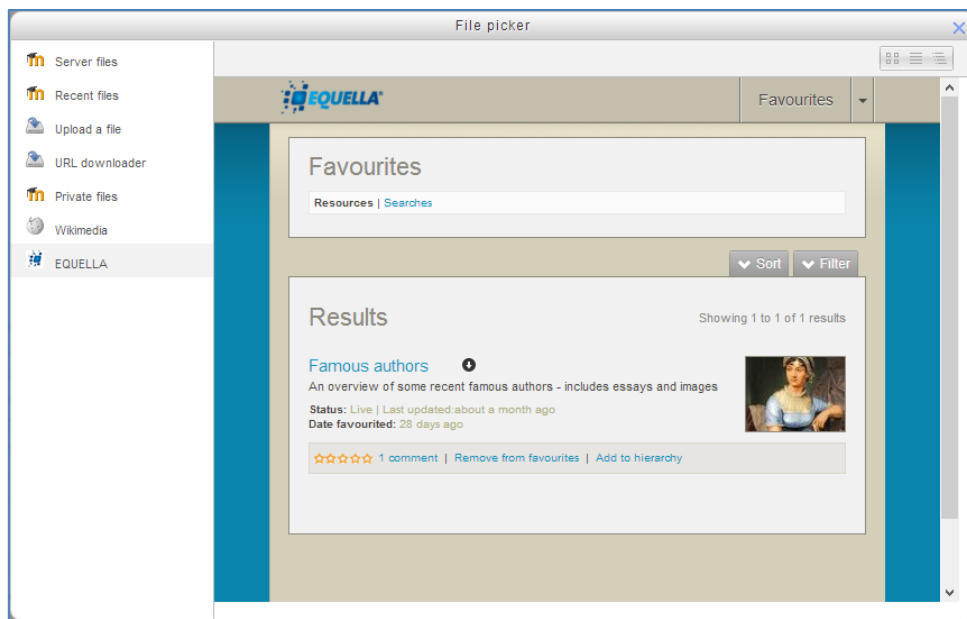 File picker
Server files
Recent files
Upload a file
URL downloader
Private files
Wikimedia
EQUELLA
EQUELLA
Favourites
Favourites
Resources | Searches
Sort
Filter
Results
Showing 1 to 1 of 1 results
Famous authors
An overview of some recent famous authors - includes essays and images
Status: Live | Last updated:about a month ago
Date favourited: 28 days ago
1 comment | Remove from favourites | Add to hierarchy